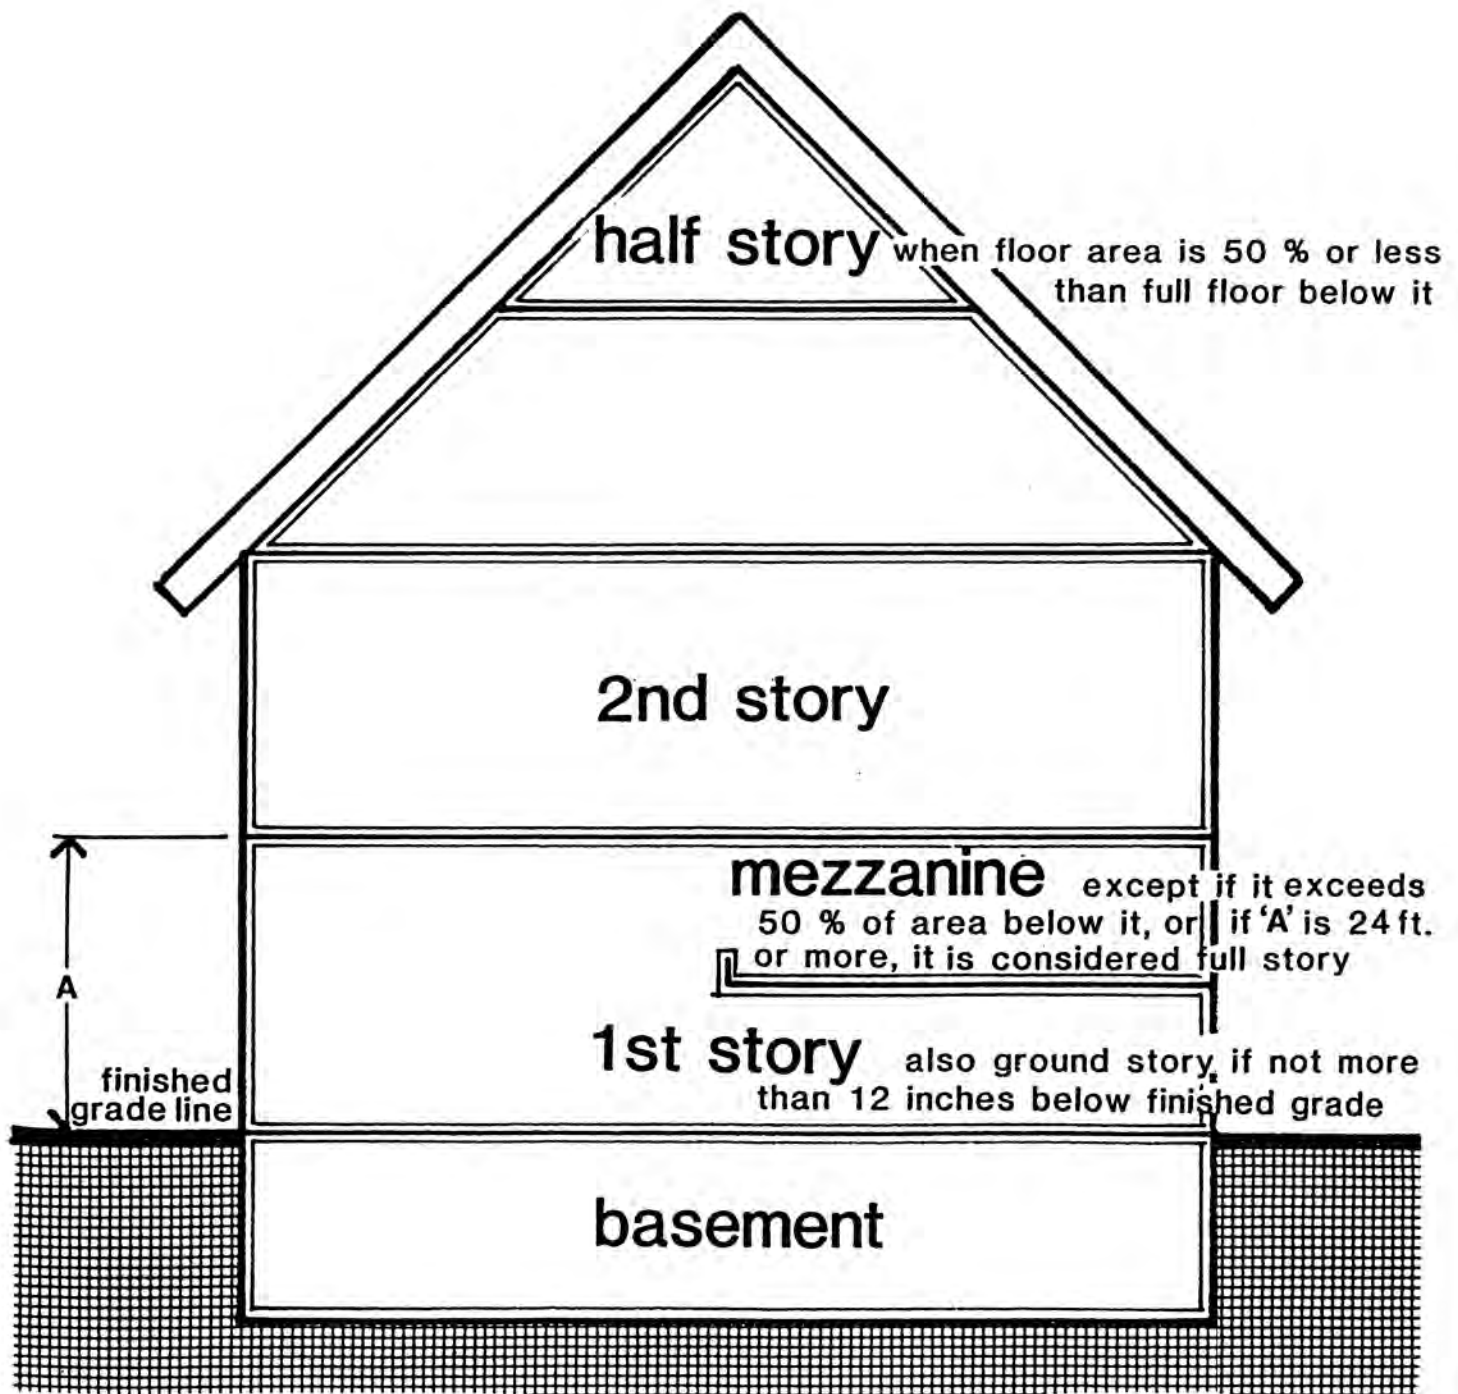 half story when floor area is 50 % or less
than full floor below it
2nd story
mezzanine except if it exceeds
50 % of area below it, or if 'A' is 24 ft.
or more, it is considered full story
A
1st story also ground story, if not more
than 12 inches below finished grade
finished
grade line
basement